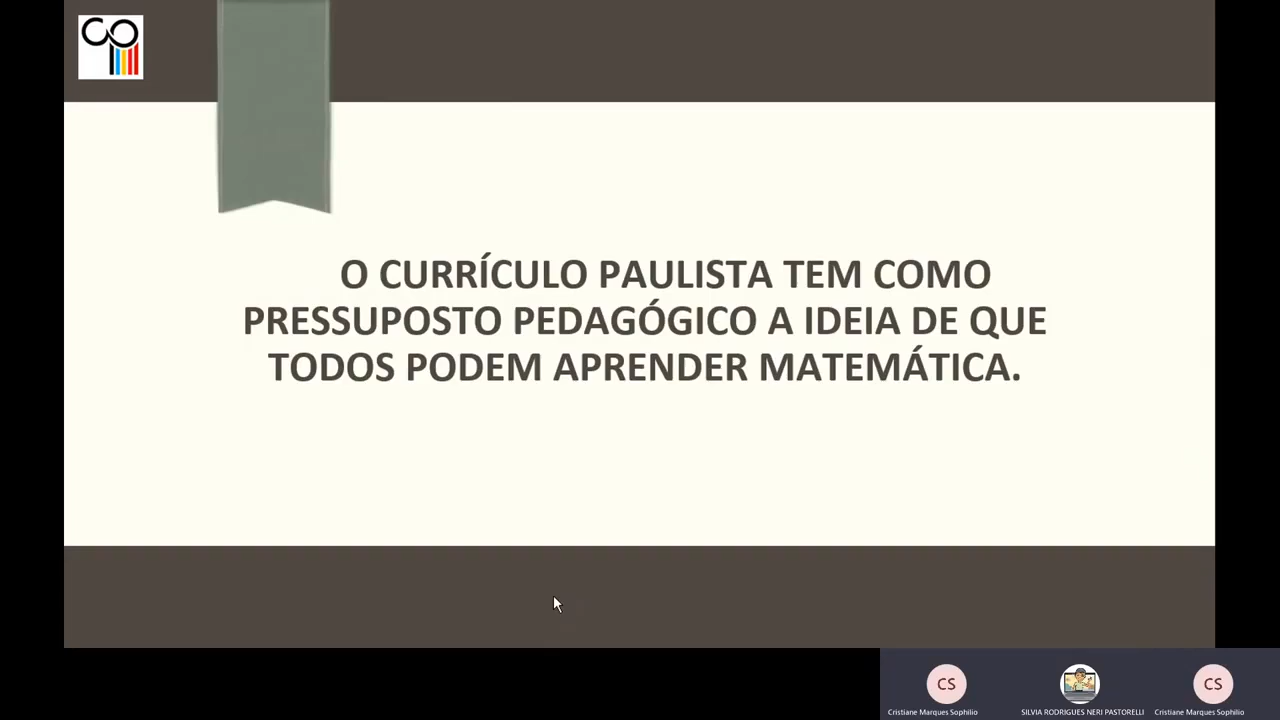 O CURRÍCULO PAULISTA TEM COMO
PRESSUPOSTO PEDAGÓGICO A IDEIA DE QUE
TODOS PODEM APRENDER MATEMÁTICA.
CS
CS
Cristiane Marques Sophilio
SILVIA RODRIGUES NERI PASTORELLI
Cristiane Marques Sophilio